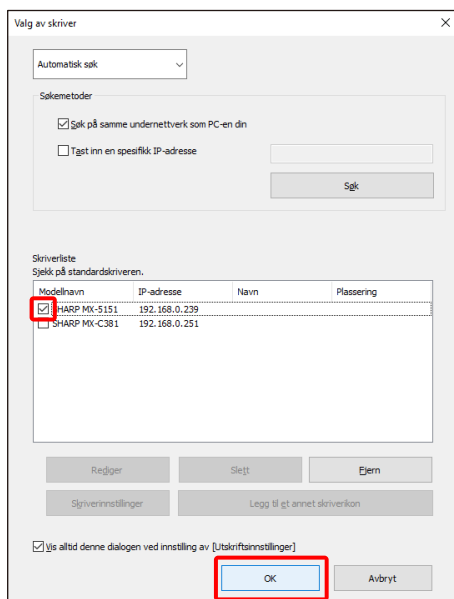 Valg av skriver
Automatisk søk
Søkemetoder
Søk på samme undernettverk som PC-en din
Tast inn en spesifikk IP-adresse
Søk
Skriverliste
Sjekk på standardskriveren.
Modellnavn IP-adresse Navn Plassering
SHARP MX-5151 192.168.0.239
SHARP MX-C381 192.168.0.251
Rediger Slett Fjern
Skriverinnstillinger Legg til et annet skriverikon
Vis alltid denne dialogen ved innstilling av [Utskriftsinnstillinger]
OK Avbryt